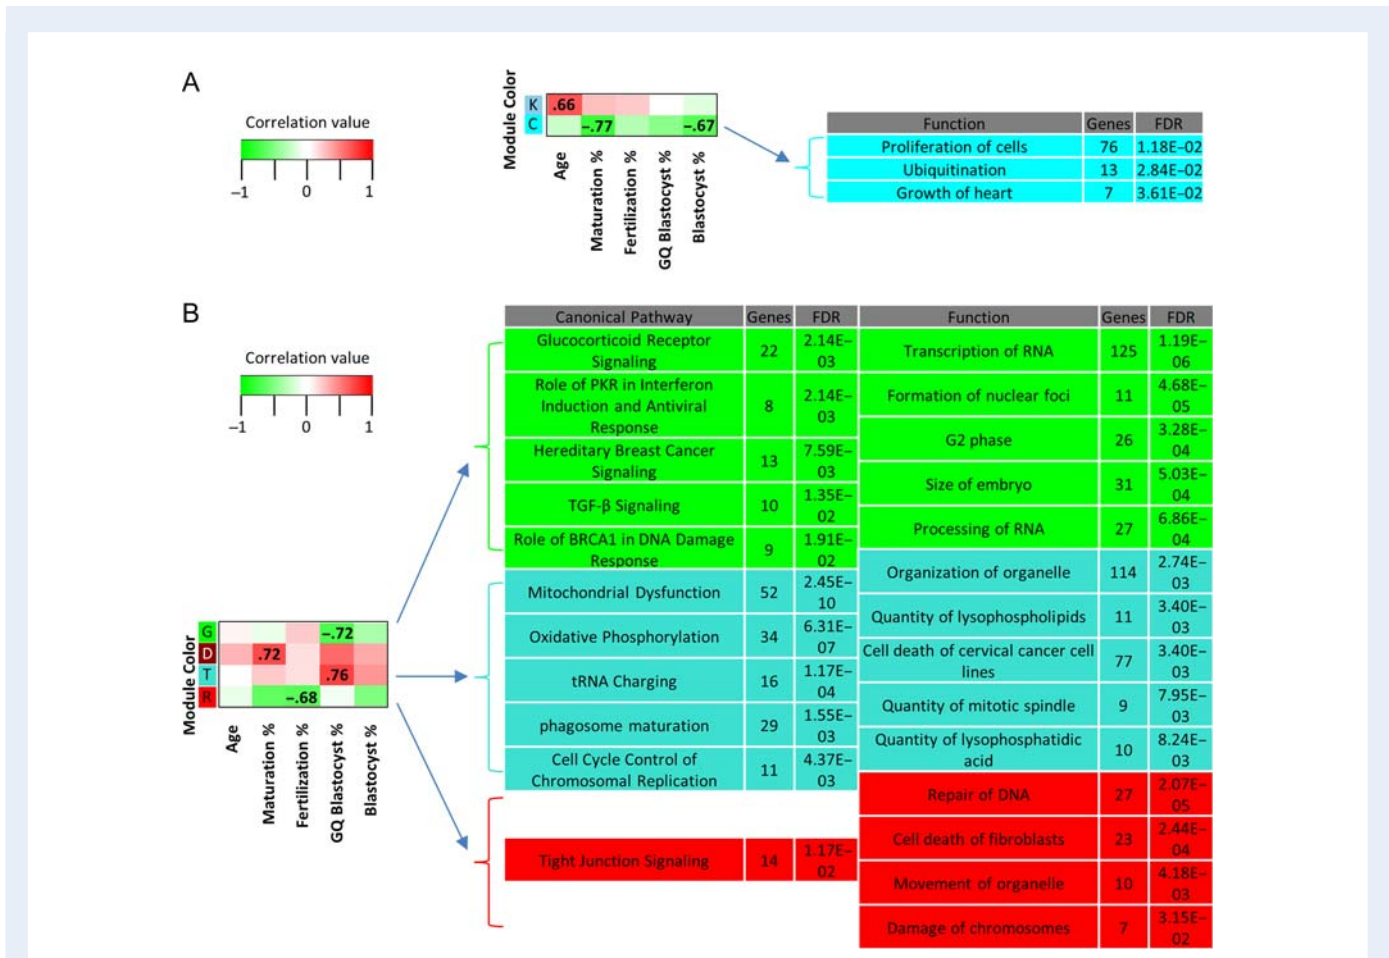 A
Correlation value
−1 0 1
Module Color
K .66
C −.77 −.67
Age
Maturation %
Fertilization %
GQ Blastocyst %
Blastocyst %
Function Genes FDR
Proliferation of cells 76 1.18E−02
Ubiquitination 13 2.84E−02
Growth of heart 7 3.61E−02
B
Correlation value
−1 0 1
Module Color
G −.72
D .72
T .76
R −.68
Age
Maturation %
Fertilization %
GQ Blastocyst %
Blastocyst %
Canonical Pathway Genes FDR
Glucocorticoid Receptor
Signaling
22
2.14E−
03
Role of PKR in Interferon
Induction and Antiviral
Response
8
2.14E−
03
Hereditary Breast Cancer
Signaling
13
7.59E−
03
TGF-β Signaling
10
1.35E−
02
Role of BRCA1 in DNA Damage
Response
9
1.91E−
02
Mitochondrial Dysfunction
52
2.45E−
10
Oxidative Phosphorylation
34
6.31E−
07
tRNA Charging
16
1.17E−
04
phagosome maturation
29
1.55E−
03
Cell Cycle Control of
Chromosomal Replication
11
4.37E−
03
Tight Junction Signaling
14
1.17E−
02
Function Genes FDR
Transcription of RNA
125
1.19E−
06
Formation of nuclear foci
11
4.68E−
05
G2 phase
26
3.28E−
04
Size of embryo
31
5.03E−
04
Processing of RNA
27
6.86E−
04
Organization of organelle
114
2.74E−
03
Quantity of lysophospholipids
11
3.40E−
03
Cell death of cervical cancer cell
lines
77
3.40E−
03
Quantity of mitotic spindle
9
7.95E−
03
Quantity of lysophosphatidic
acid
10
8.24E−
03
Repair of DNA
27
2.07E−
05
Cell death of fibroblasts
23
2.44E−
04
Movement of organelle
10
4.18E−
03
Damage of chromosomes
7
3.15E−
02